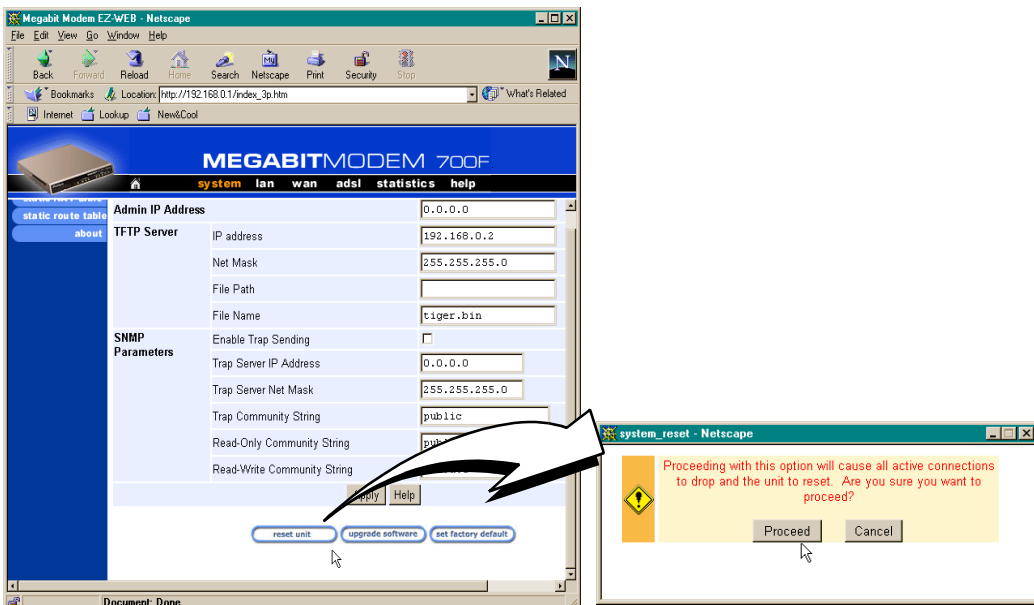 Megabit Modem EZ-WEB - Netscape
File Edit View Go Window Help
Back Forward Reload Home Search Netscape Print Security Stop
My
N
Bookmarks Location: http://192.168.0.1/index_3p.htm What's Related
Internet Lookup New&Cool
MEGABITMODEM 700F
system lan wan adsl statistics help
static route table
about
Admin IP Address 0.0.0.0
TFTP Server
IP address 192.168.0.2
Net Mask 255.255.255.0
File Path
File Name tiger.bin
SNMP Parameters
Enable Trap Sending
Trap Server IP Address 0.0.0.0
Trap Server Net Mask 255.255.255.0
Trap Community String public
Read-Only Community String
Read-Write Community String
Apply Help
reset unit upgrade software set factory default
Document: Done
system_reset - Netscape
Proceeding with this option will cause all active connections
to drop and the unit to reset. Are you sure you want to
proceed?
Proceed Cancel